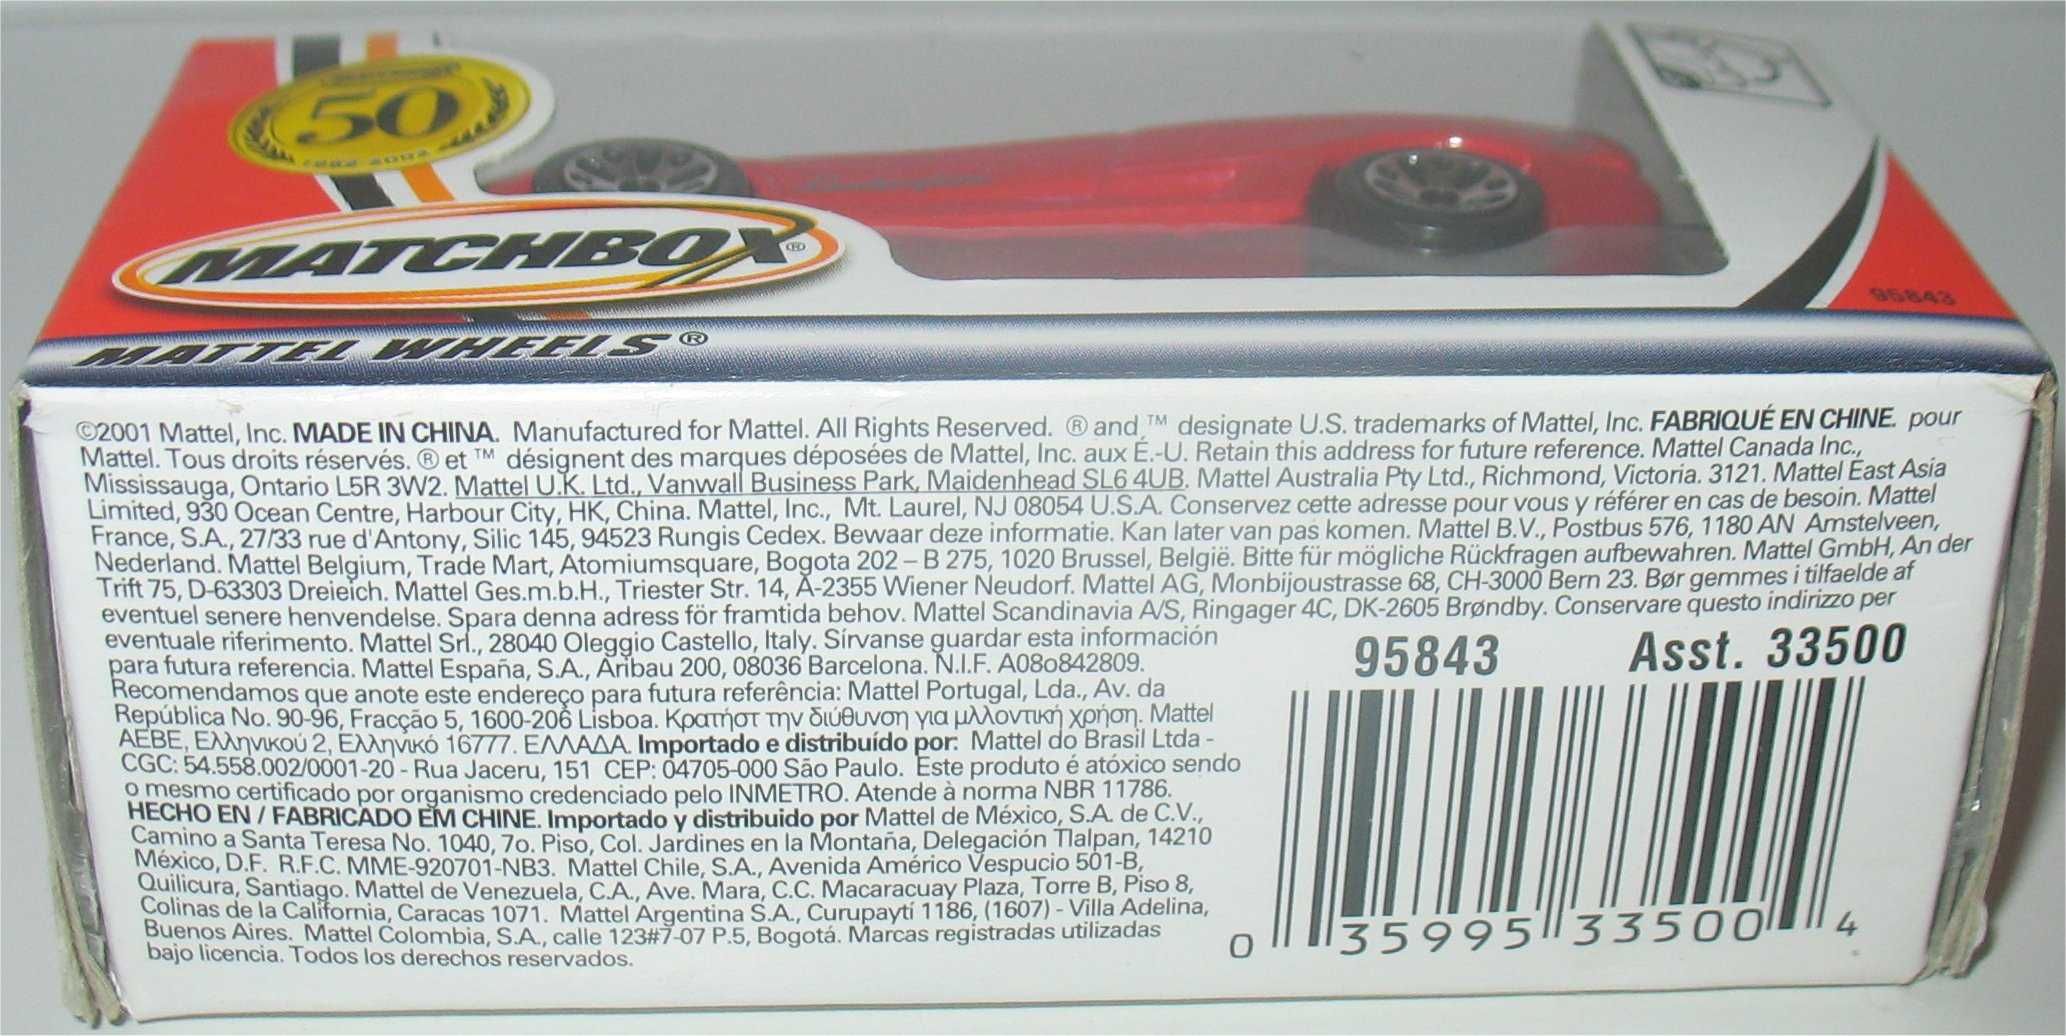 50
1952-2002
MATCHBOX®
95843
MATTEL WHEELS®
©2001 Mattel, Inc. MADE IN CHINA. Manufactured for Mattel. All Rights Reserved. ® and ™ designate U.S. trademarks of Mattel, Inc. FABRIQUÉ EN CHINE. pour
Mattel. Tous droits réservés. ® et ™ désignent des marques déposées de Mattel, Inc. aux É.-U. Retain this address for future reference. Mattel Canada Inc.,
Mississauga, Ontario L5R 3W2. Mattel U.K. Ltd., Vanwall Business Park, Maidenhead SL6 4UB. Mattel Australia Pty Ltd., Richmond, Victoria. 3121. Mattel East Asia
Limited, 930 Ocean Centre, Harbour City, HK, China. Mattel, Inc., Mt. Laurel, NJ 08054 U.S.A. Conservez cette adresse pour vous y référer en cas de besoin. Mattel
France, S.A., 27/33 rue d'Antony, Silic 145, 94523 Rungis Cedex. Bewaar deze informatie. Kan later van pas komen. Mattel B.V., Postbus 576, 1180 AN Amstelveen,
Nederland. Mattel Belgium, Trade Mart, Atomiumsquare, Bogota 202 – B 275, 1020 Brussel, België. Bitte für mögliche Rückfragen aufbewahren. Mattel GmbH, An der
Trift 75, D-63303 Dreieich. Mattel Ges.m.b.H., Triester Str. 14, A-2355 Wiener Neudorf. Mattel AG, Monbijoustrasse 68, CH-3000 Bern 23. Bør gemmes i tilfaelde af
eventuel senere henvendelse. Spara denna adress för framtida behov. Mattel Scandinavia A/S, Ringager 4C, DK-2605 Brøndby. Conservare questo indirizzo per
eventuale riferimento. Mattel Srl., 28040 Oleggio Castello, Italy. Sírvanse guardar esta información
para futura referencia. Mattel España, S.A., Aribau 200, 08036 Barcelona. N.I.F. A08o842809.
Recomendamos que anote este endereço para futura referência: Mattel Portugal, Lda., Av. da
República No. 90-96, Fracção 5, 1600-206 Lisboa. Κρατήστ την διύθυνση για μλλοντική χρήση. Mattel
AEBE, Ελληνικού 2, Ελληνικό 16777. ΕΛΛΑΔΑ. Importado e distribuído por: Mattel do Brasil Ltda -
CGC: 54.558.002/0001-20 - Rua Jaceru, 151 CEP: 04705-000 São Paulo. Este produto é atóxico sendo
o mesmo certificado por organismo credenciado pelo INMETRO. Atende à norma NBR 11786.
HECHO EN / FABRICADO EM CHINE. Importado y distribuido por Mattel de México, S.A. de C.V.,
Camino a Santa Teresa No. 1040, 7o. Piso, Col. Jardines en la Montaña, Delegación Tlalpan, 14210
México, D.F. R.F.C. MME-920701-NB3. Mattel Chile, S.A., Avenida Américo Vespucio 501-B,
Quilicura, Santiago. Mattel de Venezuela, C.A., Ave. Mara, C.C. Macaracuay Plaza, Torre B, Piso 8,
Colinas de la California, Caracas 1071. Mattel Argentina S.A., Curupaytí 1186, (1607) - Villa Adelina,
Buenos Aires. Mattel Colombia, S.A., calle 123#7-07 P.5, Bogotá. Marcas registradas utilizadas
bajo licencia. Todos los derechos reservados.
95843 Asst. 33500
0 35995 33500 4